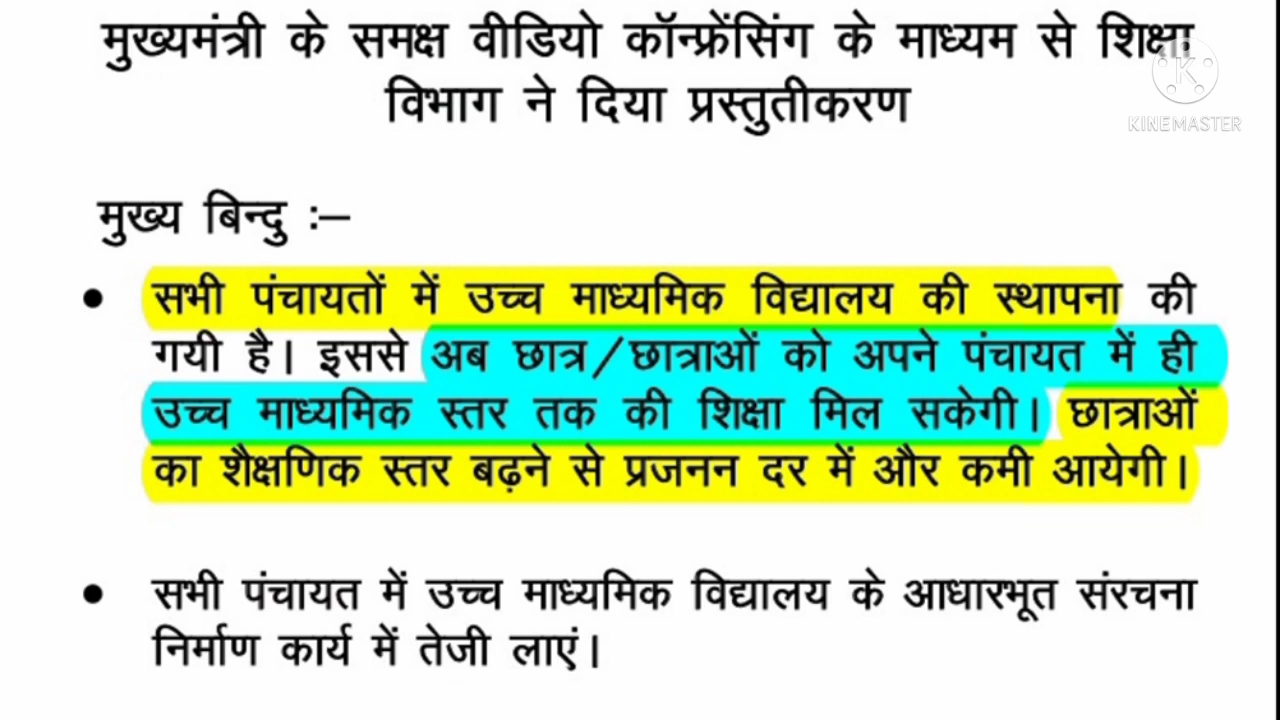 मुख्यमंत्री के समक्ष वीडियो कॉन्फ्रेंसिंग के माध्यम से शिक्षा
विभाग ने दिया प्रस्तुतीकरण
K
KINEMASTER
मुख्य बिन्दु :–
• सभी पंचायतों में उच्च माध्यमिक विद्यालय की स्थापना की
गयी है। इससे अब छात्र/छात्राओं को अपने पंचायत में ही
उच्च माध्यमिक स्तर तक की शिक्षा मिल सकेगी। छात्राओं
का शैक्षणिक स्तर बढ़ने से प्रजनन दर में और कमी आयेगी।
• सभी पंचायत में उच्च माध्यमिक विद्यालय के आधारभूत संरचना
निर्माण कार्य में तेजी लाएं।